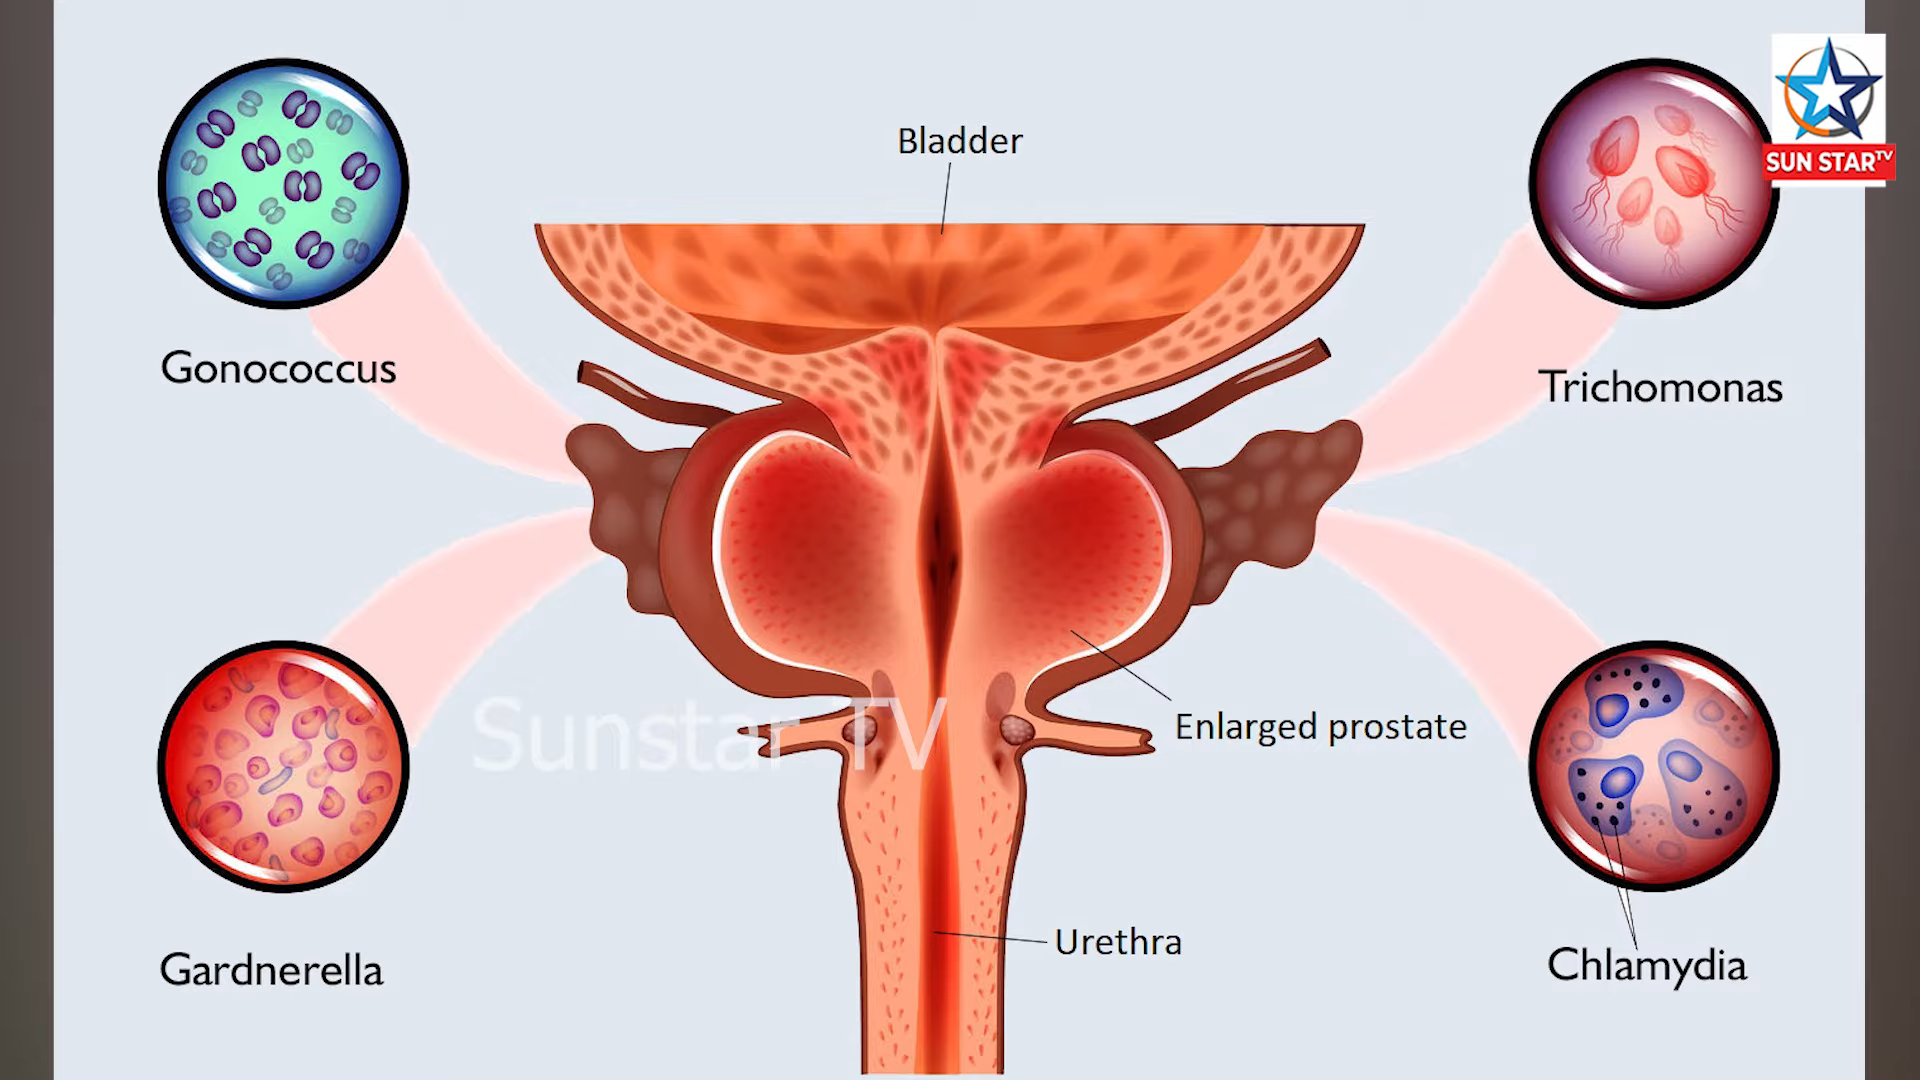 Bladder
SUN STAR TV
Gonococcus
Trichomonas
Enlarged prostate
Sunstar TV
Urethra
Gardnerella
Chlamydia